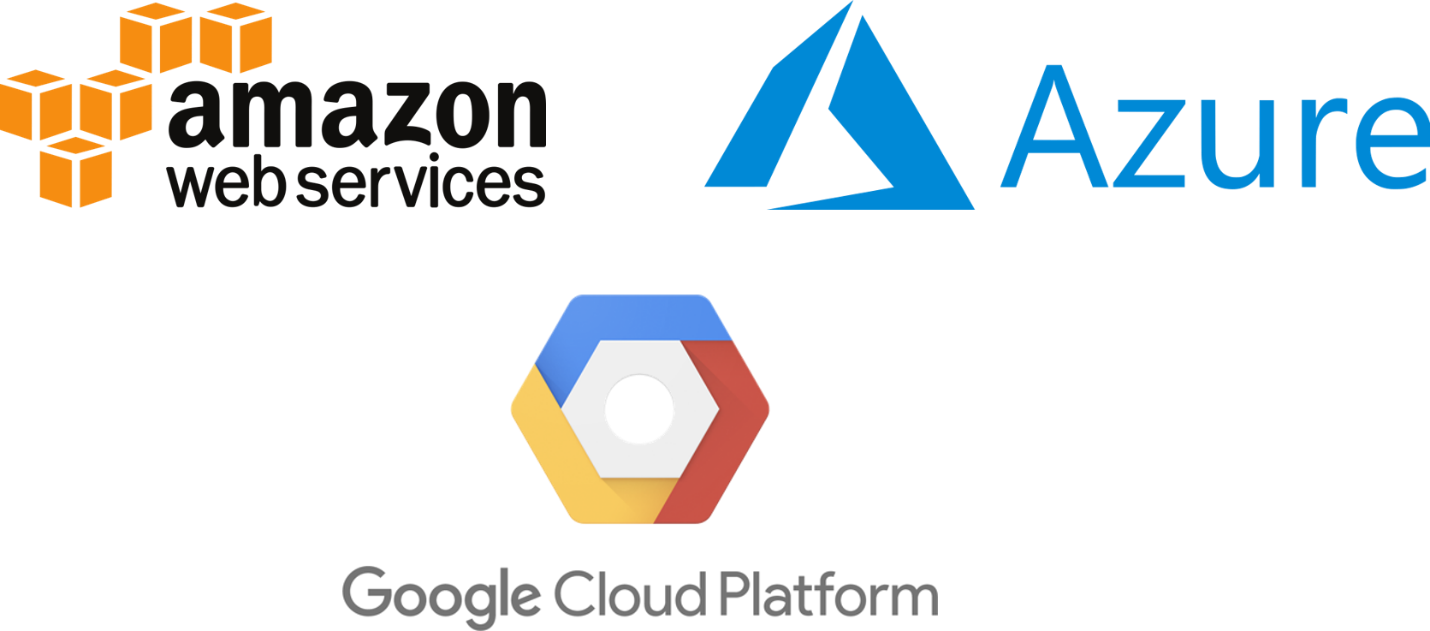 amazon
web services
Azure
Google Cloud Platform